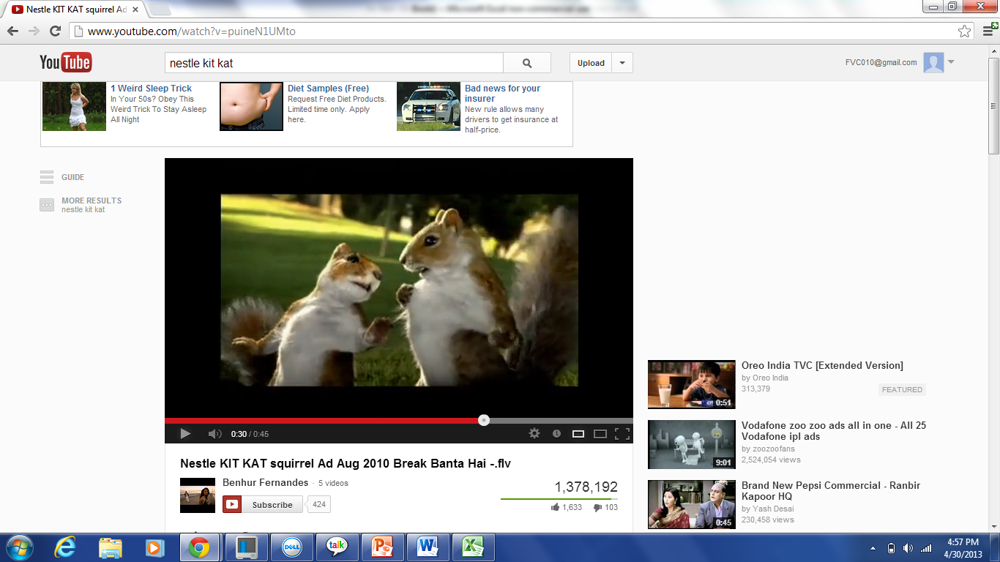 Nestle KIT KAT squirrel Ad
www.youtube.com/watch?v=puineN1UMto
YouTube
nestle kit kat
Upload
FVC010@gmail.com
1 Weird Sleep Trick
In Your 50s? Obey This
Weird Trick To Stay Asleep
All Night
Diet Samples (Free)
Request Free Diet Products.
Limited time only. Apply
here.
Bad news for your
insurer
New rule allows many
drivers to get insurance at
half-price.
GUIDE
MORE RESULTS
nestle kit kat
0:30 / 0:45
Nestle KIT KAT squirrel Ad Aug 2010 Break Banta Hai -.flv
Benhur Fernandes · 5 videos
Subscribe 424
1,378,192
1,633 103
Oreo India TVC [Extended Version]
by Oreo India
313,379
FEATURED
0:51
Vodafone zoo zoo ads all in one - All 25
Vodafone ipl ads
by zoozoofans
2,524,054 views
9:01
Brand New Pepsi Commercial - Ranbir
Kapoor HQ
by Yash Desai
230,458 views
0:45
DELL
talk
4:57 PM
4/30/2013